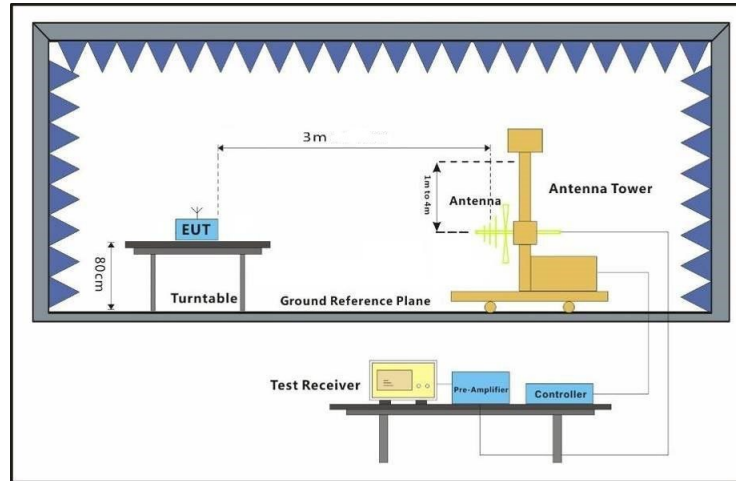 3m
1m to 4m
Antenna
Antenna Tower
EUT
80cm
Turntable
Ground Reference Plane
Test Receiver
Pre-Amplifier
Controller